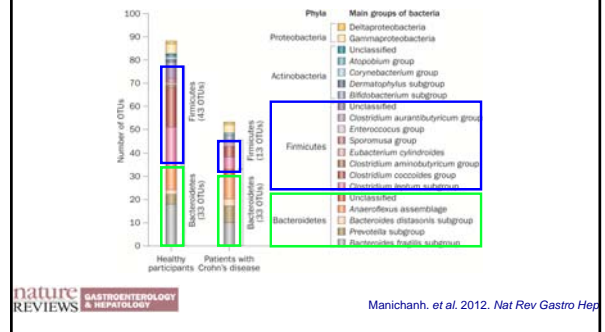 Phyla
Main groups of bacteria
Proteobacteria
Deltaproteobacteria
Gammaproteobacteria
Actinobacteria
Unclassified
Atopobium group
Corynebacterium group
Dermatophylus subgroup
Bifidobacterium subgroup
Firmicutes
Unclassified
Clostridium aurantibutyricum group
Enteroccocus group
Sporomusa group
Eubacterium cylindroides
Clostridium aminobutyricum group
Clostridium coccoides group
Clostridium leptum subgroup
Bacteroidetes
Unclassified
Anaeroflexus assemblage
Bacteroides distasonis subgroup
Prevotella subgroup
Bacteroides fragilis subgroup
Number of OTUs
100
90
80
70
60
50
40
30
20
10
0
Firmicutes
(43 OTUs)
Bacteroidetes
(33 OTUs)
Firmicutes
(13 OTUs)
Bacteroidetes
(33 OTUs)
Healthy
participants
Patients with
Crohn's disease
nature
REVIEWS
GASTROENTEROLOGY
& HEPATOLOGY
Manichanh. et al. 2012. Nat Rev Gastro Hep